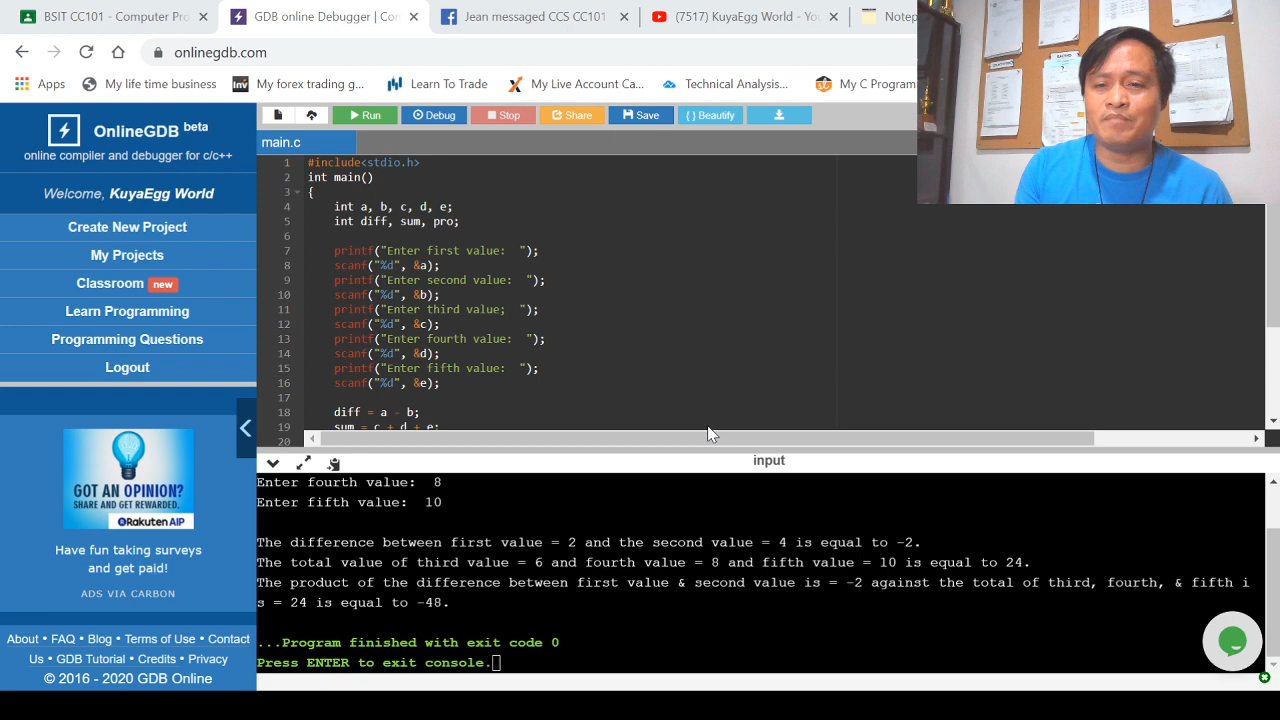 BSIT CC101 - Computer Pro
GDB online Debugger | Com
Jean messaged CCS CC101
(7517) KuyaEgg World - Yo
Notep
onlinegdb.com
Apps
My life time business
Inv
My forex trading g...
Learn To Trade
My Live Account Ca...
Technical Analysis...
My C Program
OnlineGDB beta
online compiler and debugger for c/c++
Welcome, KuyaEgg World
Create New Project
My Projects
Classroom new
Learn Programming
Programming Questions
Logout
GOT AN OPINION?
SHARE AND GET REWARDED.
Rakuten AIP
Have fun taking surveys
and get paid!
ADS VIA CARBON
About • FAQ • Blog • Terms of Use • Contact
Us • GDB Tutorial • Credits • Privacy
© 2016 - 2020 GDB Online
Run
Debug
Stop
Share
Save
{ } Beautify
main.c
1 #include<stdio.h>
2 int main()
3 {
4 int a, b, c, d, e;
5 int diff, sum, pro;
6
7 printf("Enter first value:  ");
8 scanf("%d", &a);
9 printf("Enter second value:  ");
10 scanf("%d", &b);
11 printf("Enter third value;  ");
12 scanf("%d", &c);
13 printf("Enter fourth value:  ");
14 scanf("%d", &d);
15 printf("Enter fifth value:  ");
16 scanf("%d", &e);
17
18 diff = a - b;
19 sum = c + d + e;
20
input
Enter fourth value:  8
Enter fifth value:  10
The difference between first value = 2 and the second value = 4 is equal to -2.
The total value of third value = 6 and fourth value = 8 and fifth value = 10 is equal to 24.
The product of the difference between first value & second value is = -2 against the total of third, fourth, & fifth i
s = 24 is equal to -48.
...Program finished with exit code 0
Press ENTER to exit console.